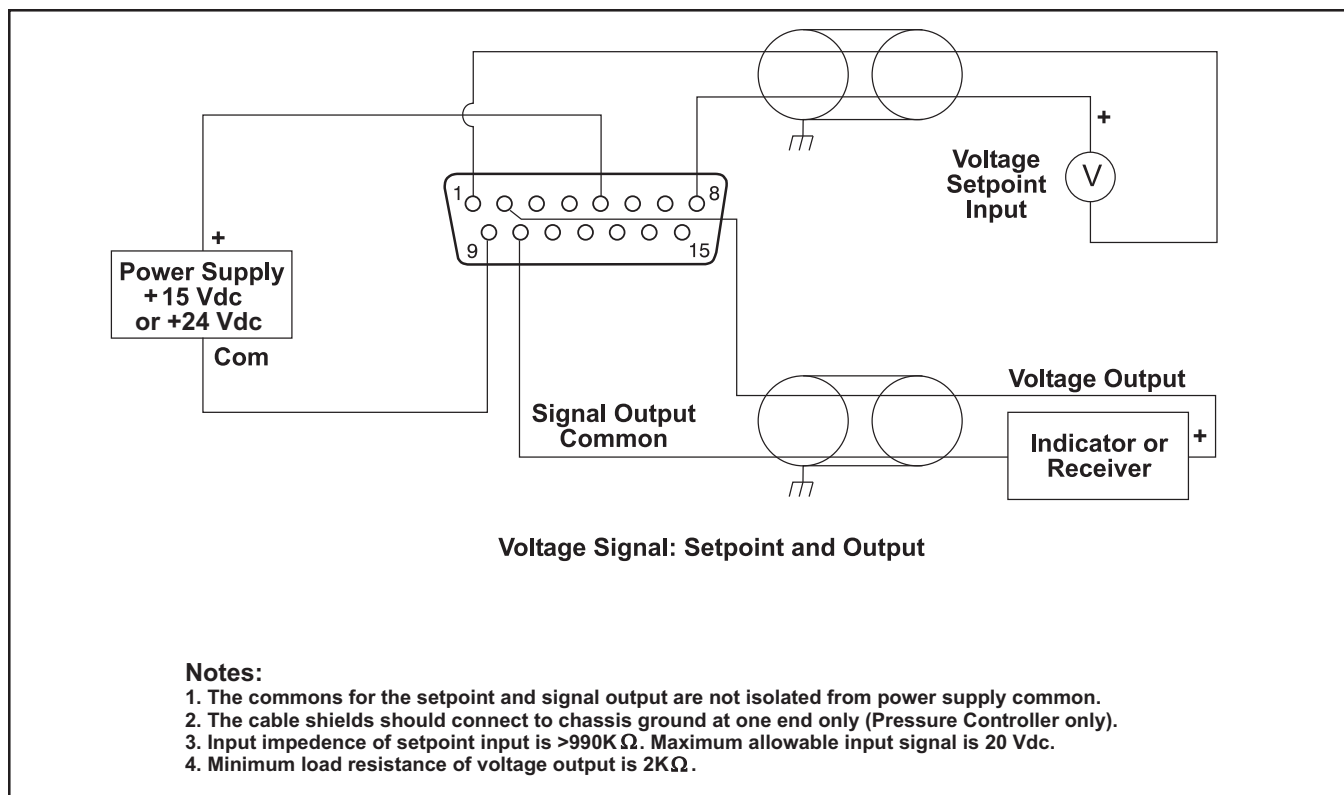 +
1
8
9
15
+
Power Supply
+15 Vdc
or +24 Vdc
Com
Voltage
Setpoint
Input
V
Signal Output
Common
Voltage Output
Indicator or
Receiver
+
Voltage Signal: Setpoint and Output
Notes:
1. The commons for the setpoint and signal output are not isolated from power supply common.
2. The cable shields should connect to chassis ground at one end only (Pressure Controller only).
3. Input impedence of setpoint input is >990KΩ. Maximum allowable input signal is 20 Vdc.
4. Minimum load resistance of voltage output is 2KΩ.